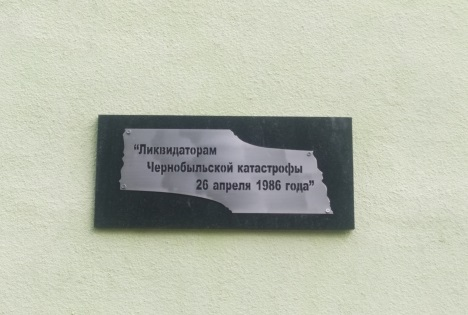 “Ликвидаторам
Чернобыльской катастрофы
26 апреля 1986 года”